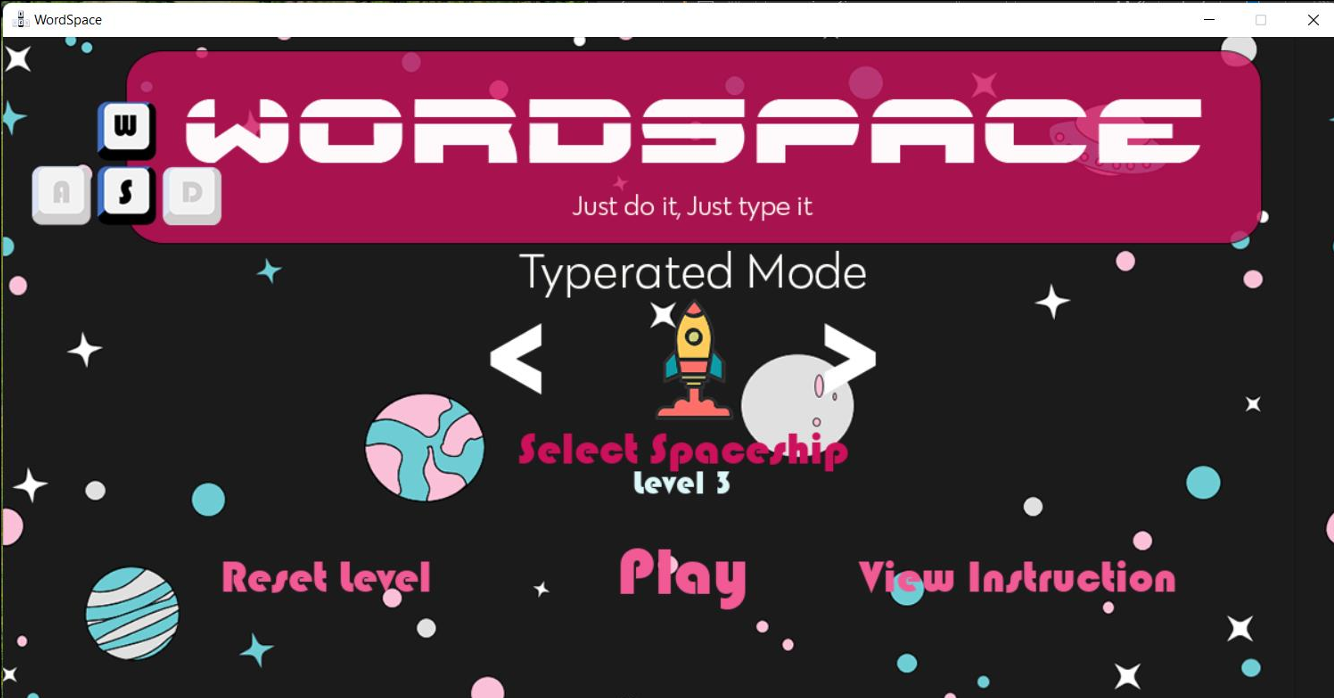 WordSpace
WORDSPACE
W
A S D
Just do it, Just type it
Typerated Mode
< >
Select Spaceship
Level 3
Reset Level Play View Instruction